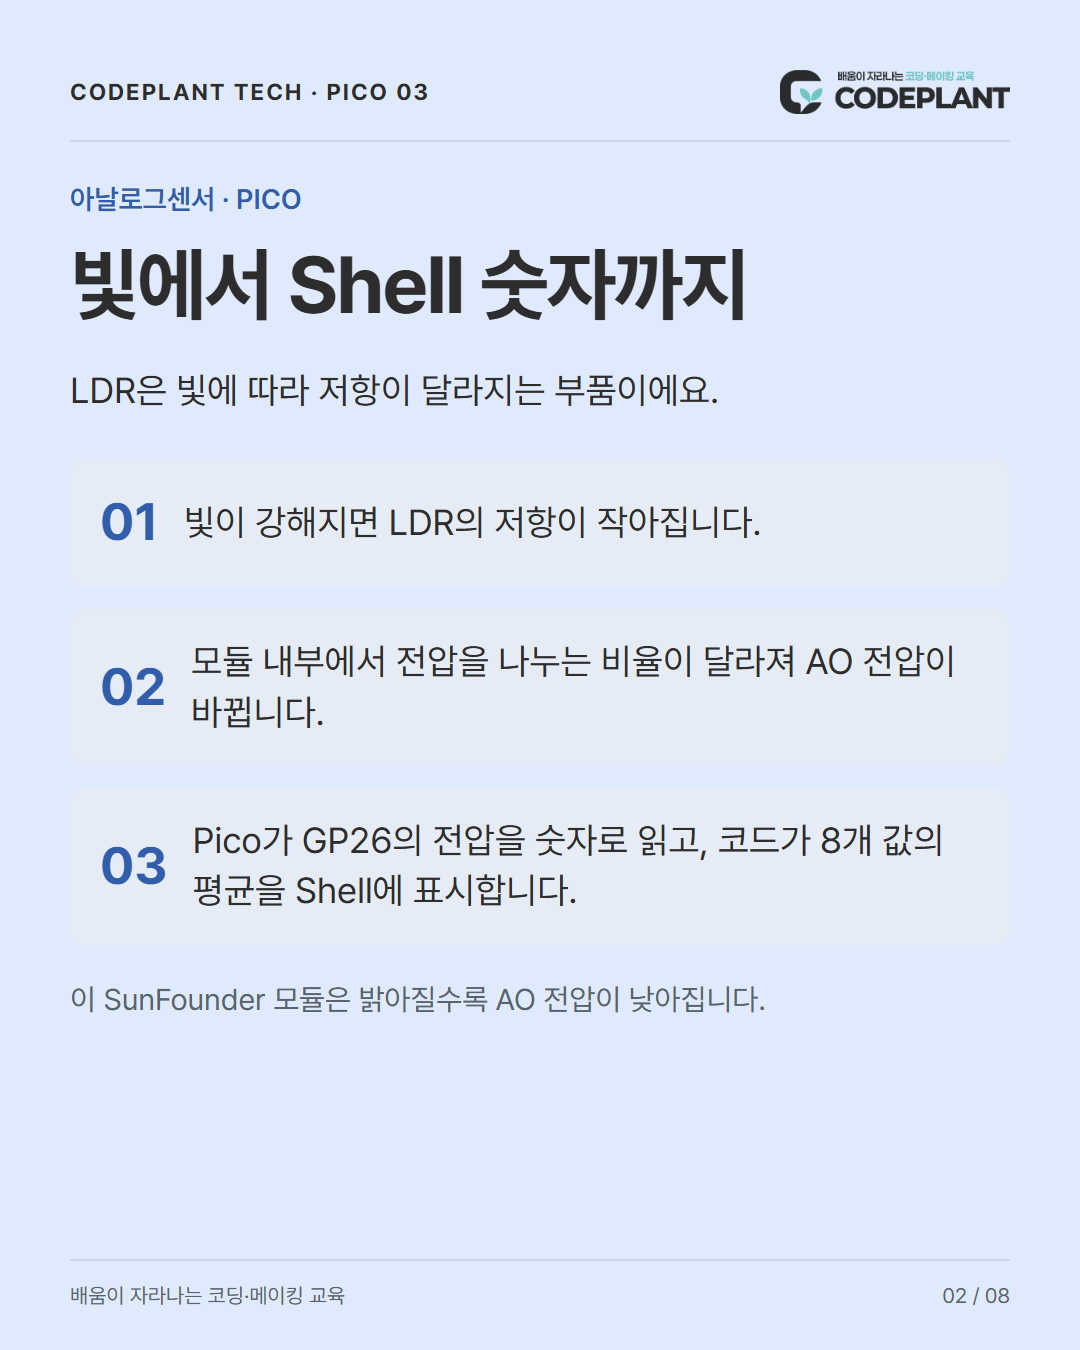 CODEPLANT TECH · PICO 03
배움이 자라나는 코딩·메이킹 교육
CODEPLANT
아날로그센서 · PICO
빛에서 Shell 숫자까지
LDR은 빛에 따라 저항이 달라지는 부품이에요.
01 빛이 강해지면 LDR의 저항이 작아집니다.
02 모듈 내부에서 전압을 나누는 비율이 달라져 AO 전압이
바뀝니다.
03 Pico가 GP26의 전압을 숫자로 읽고, 코드가 8개 값의
평균을 Shell에 표시합니다.
이 SunFounder 모듈은 밝아질수록 AO 전압이 낮아집니다.
배움이 자라나는 코딩·메이킹 교육
02 / 08